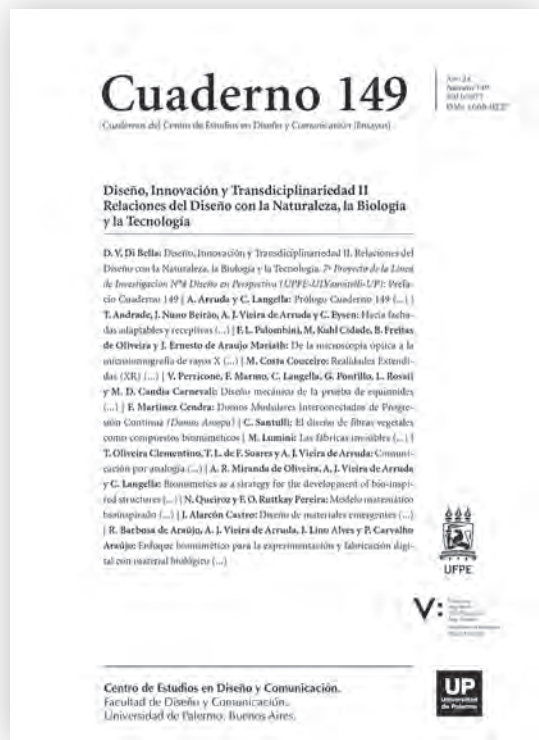 Cuaderno 149
Cuadernos del Centro de Estudios en Diseño y Comunicación [Ensayos]
Diseño, Innovación y Transdiciplinariedad II
Relaciones del Diseño con la Naturaleza, la Biología
y la Tecnología
D. V. Di Bella: Diseño, Innovación y Transdiciplinariedad II. Relaciones del
Diseño con la Naturaleza, la Biología y la Tecnología. 7º Proyecto de la Línea
de Investigación Nº4 Diseño en Perspectiva (UPFE-ULVanvitelli-UP): Prefa-
cio Cuaderno 149 | A. Arruda y C. Langella: Prólogo Cuaderno 149 (...) |
T. Andrade, J. Nuno Beirão, A. J. Vieira de Arruda y C. Eysen: Hacia facha-
das adaptables y receptivas (...) | F. L. Palombini, M. Kuhl Cidade, B. Freitas
de Oliveira y J. Ernesto de Araujo Mariath: De la microscopía óptica a la
microtomografía de rayos X (...) | M. Costa Couceiro: Realidades Extendi-
das (XR) (...) | V. Perricone, F. Marmo, C. Langella, G. Pontillo, L. Rosati
y M. D. Candia Carnevali: Diseño mecánico de la prueba de equinoides
(...) | F. Martínez Cendra: Domos Modulares Interconectados de Progre-
sión Continua (...) | C. Santulli: El diseño de fibras vegetales
como compuestos biomiméticos | M. Lumini: Las fábricas invisibles (...) |
T. Oliveira Clementino, T. L. de F. Soares y A. J. Vieira de Arruda: Comuni-
cación por analogía (...) | A. R. Miranda de Oliveira, A. J. Vieira de Arruda
y C. Langella: Bionumetics as a strategy for the development of bio-inspi-
red structures (...) | N. Queiroz y F. O. Ruttkay Pereira: Modelo matemático
bioinspirado (...) | J. Alarcón Castro: Diseño de materiales emergentes (...)
| R. Barbosa de Araújo, A. J. Vieira de Arruda, J. Lino Alves y P. Carvalho
Araújo: Enfoque biomimético para la experimentación y fabricación digi-
tal con material biológico (...)
UFPE
V:
Centro de Estudios en Diseño y Comunicación.
Facultad de Diseño y Comunicación.
Universidad de Palermo. Buenos Aires.
UP
Universidad
de Palermo